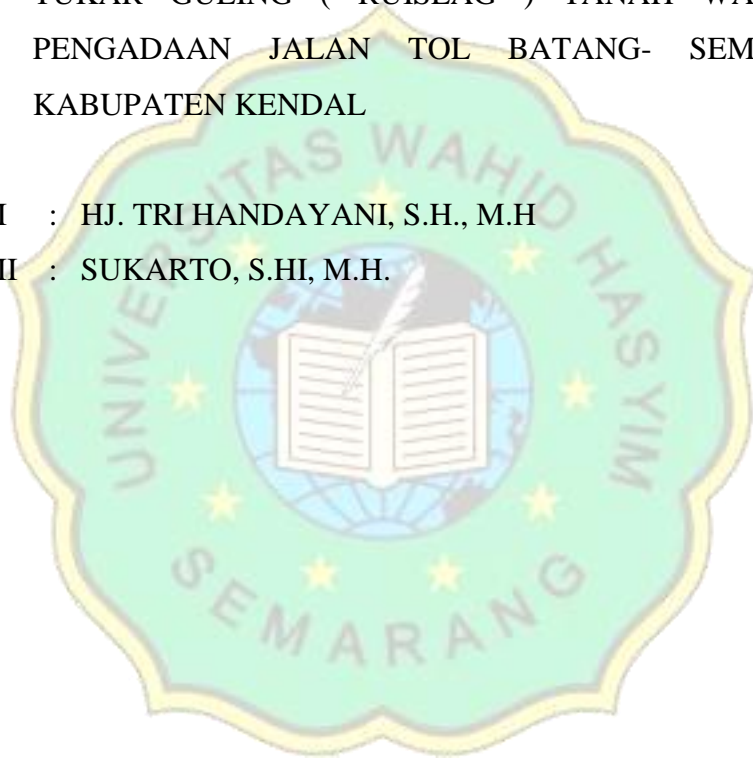 TUKAR GULING ( RUISLAG ) TANAH
PENGADAAN JALAN TOL BATANG- SEM
KABUPATEN KENDAL
I : HJ. TRI HANDAYANI, S.H., M.H
II : SUKARTO, S.HI, M.H.
UNIVERSITAS WAHID HASYIM
SEMARANG